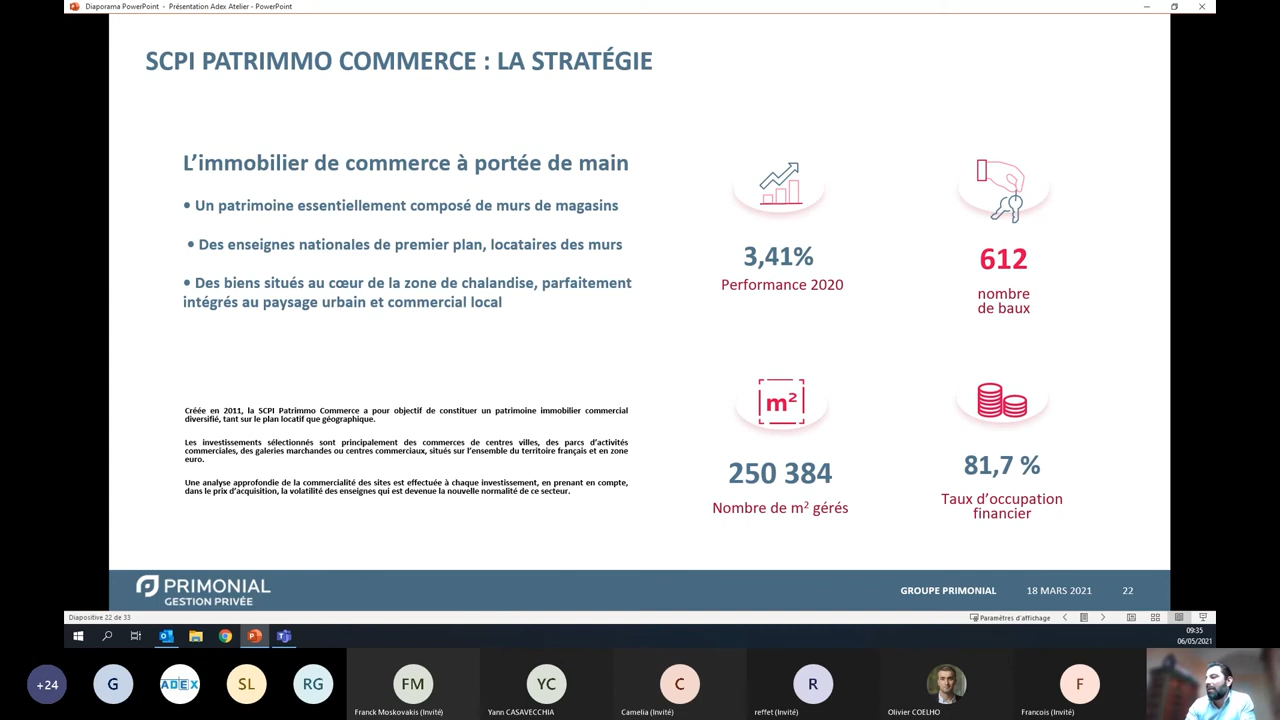 Diaporama PowerPoint - Présentation Adex Atelier - PowerPoint
SCPI PATRIMMO COMMERCE : LA STRATÉGIE
L’immobilier de commerce à portée de main
• Un patrimoine essentiellement composé de murs de magasins
• Des enseignes nationales de premier plan, locataires des murs
• Des biens situés au cœur de la zone de chalandise, parfaitement
intégrés au paysage urbain et commercial local
Créée en 2011, la SCPI Patrimmo Commerce a pour objectif de constituer un patrimoine immobilier commercial
diversifié, tant sur le plan locatif que géographique.
Les investissements sélectionnés sont principalement des commerces de centres villes, des parcs d’activités
commerciales, des galeries marchandes ou centres commerciaux, situés sur l’ensemble du territoire français et en zone
euro.
Une analyse approfondie de la commercialité des sites est effectuée à chaque investissement, en prenant en compte,
dans le prix d’acquisition, la volatilité des enseignes qui est devenue la nouvelle normalité de ce secteur.
3,41%
Performance 2020
612
nombre
de baux
m²
250 384
Nombre de m² gérés
81,7 %
Taux d’occupation
financier
PRIMONIAL
GESTION PRIVÉE
GROUPE PRIMONIAL
18 MARS 2021
22
Diapositive 22 de 33
Paramètres d’affichage
09:35
06/05/2021
+24
G
ADEX
SL
RG
FM
Franck Moskovakis (Invité)
YC
Yann CASAVECCHIA
C
Camelia (Invité)
R
reffet (Invité)
Olivier COELHO
F
Francois (Invité)